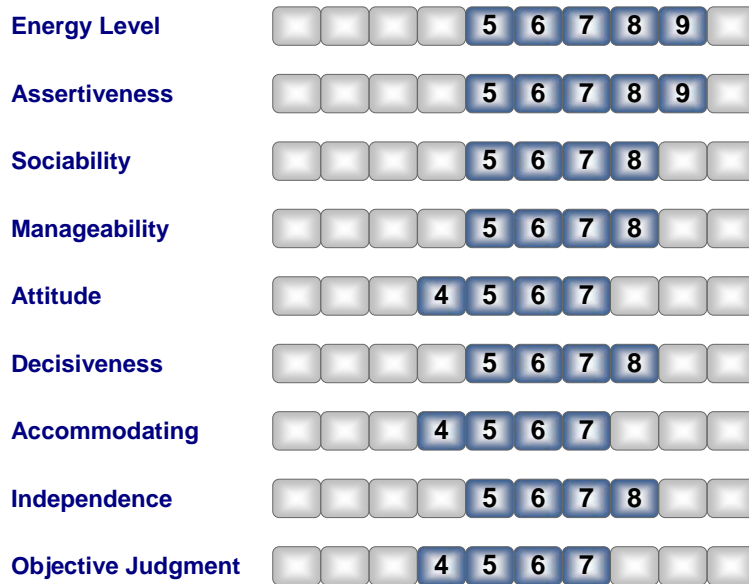 Energy Level 5 6 7 8 9
Assertiveness 5 6 7 8 9
Sociability 5 6 7 8
Manageability 5 6 7 8
Attitude 4 5 6 7
Decisiveness 5 6 7 8
Accommodating 4 5 6 7
Independence 5 6 7 8
Objective Judgment 4 5 6 7